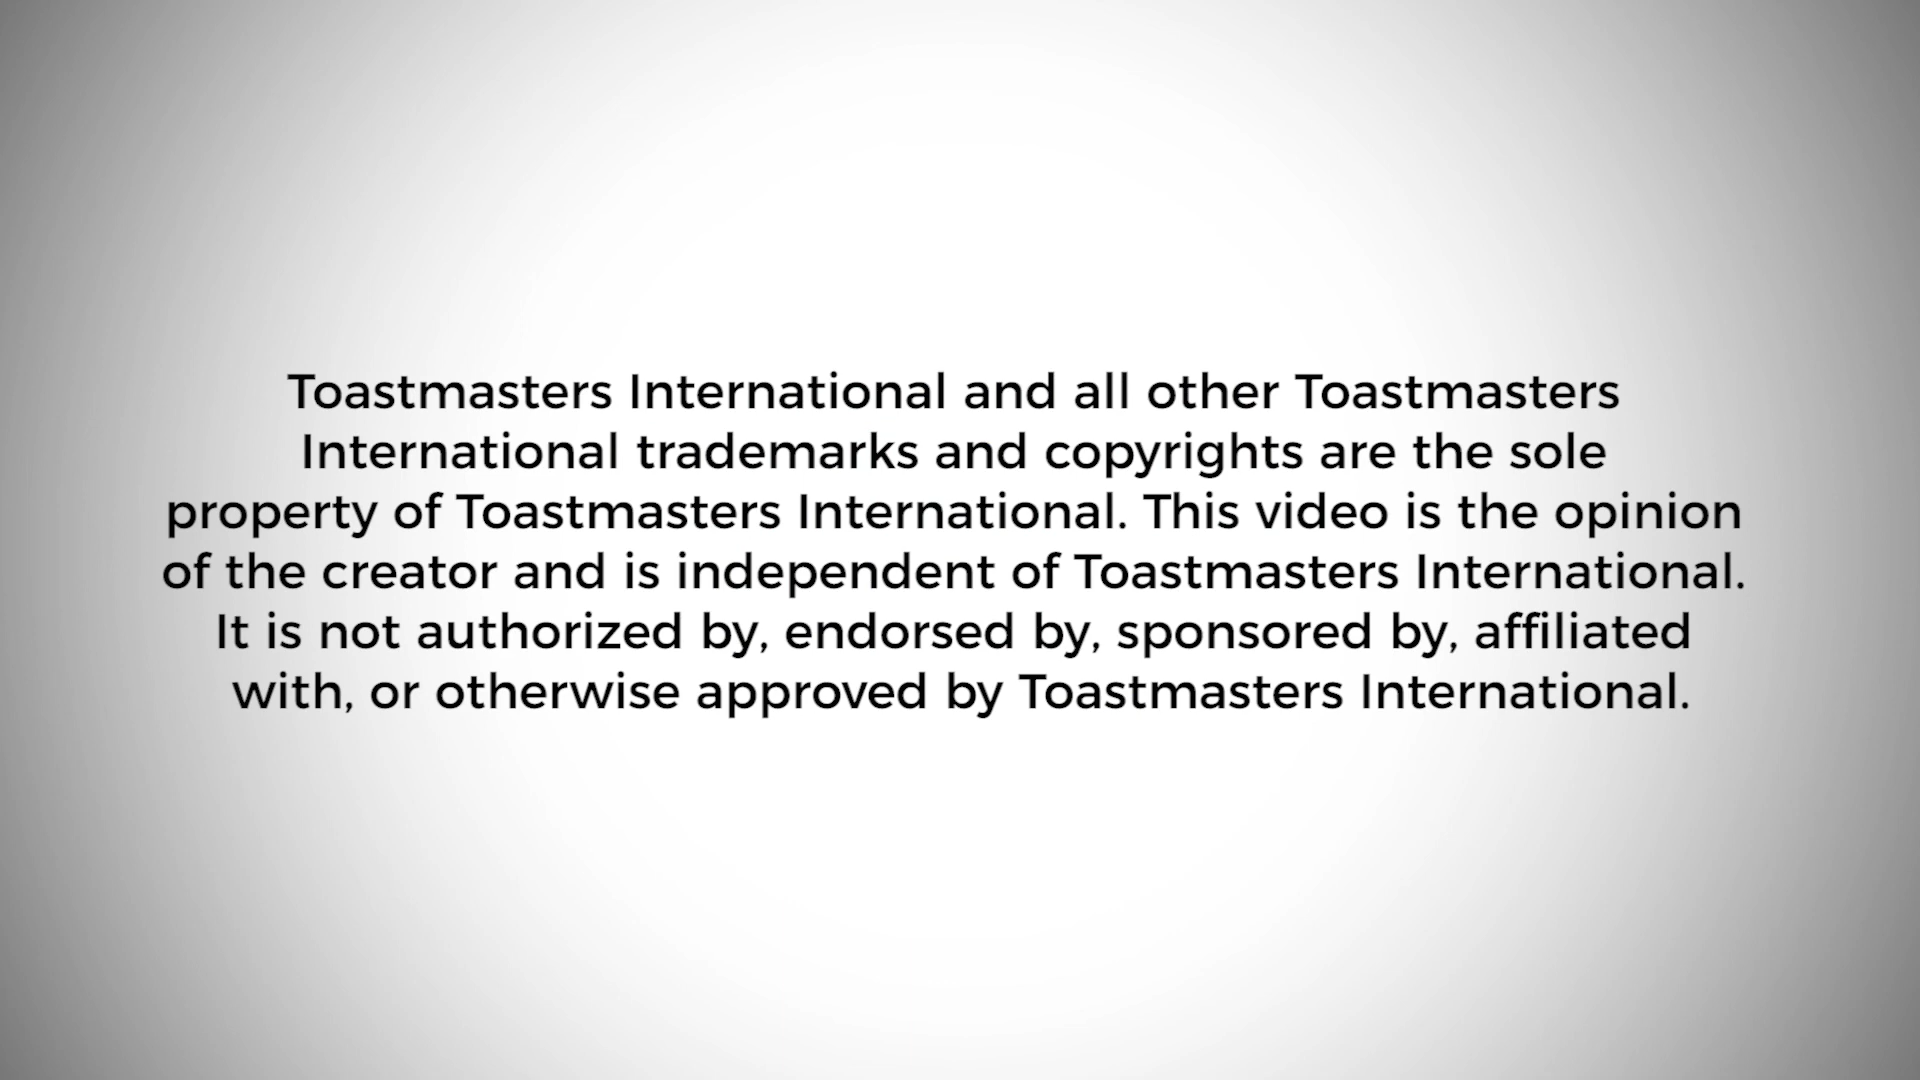 Toastmasters International and all other Toastmasters
International trademarks and copyrights are the sole
property of Toastmasters International. This video is the opinion
of the creator and is independent of Toastmasters International.
It is not authorized by, endorsed by, sponsored by, affiliated
with, or otherwise approved by Toastmasters International.